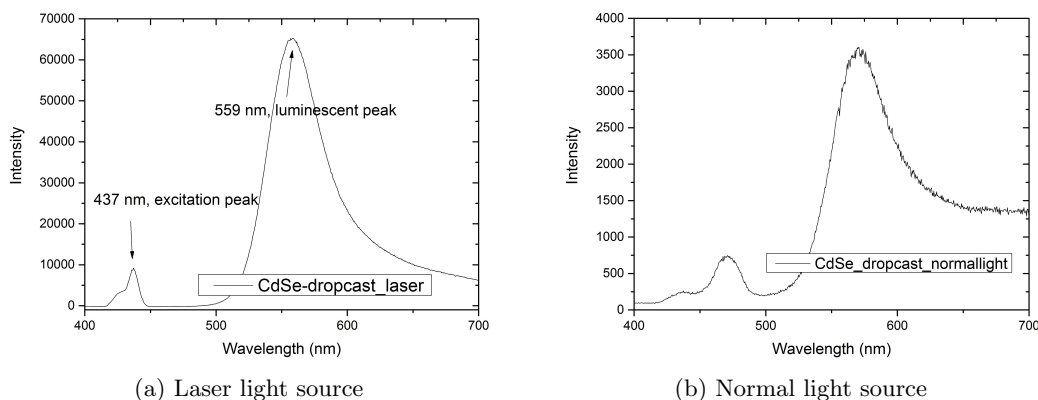 70000
60000
50000
40000
30000
20000
10000
0
Intensity
559 nm, luminescent peak
437 nm, excitation peak
CdSe-dropcast_laser
400 500 600 700
Wavelength (nm)
(a) Laser light source
4000
3500
3000
2500
2000
1500
1000
500
0
Intensity
CdSe_dropcast_normallight
400 500 600 700
Wavelength (nm)
(b) Normal light source